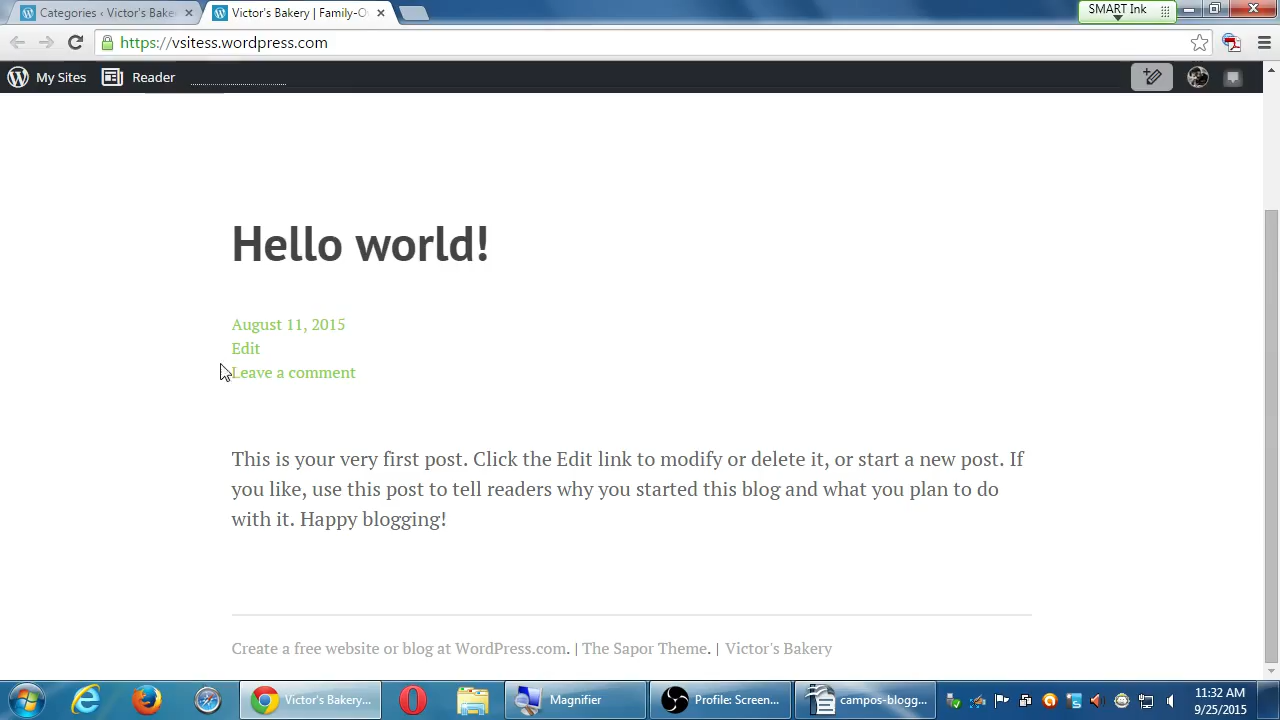 Categories ‹ Victor's Baker
Victor's Bakery | Family-O
SMART Ink
https://vsitess.wordpress.com
My Sites
Reader
Hello world!
August 11, 2015
Edit
Leave a comment
This is your very first post. Click the Edit link to modify or delete it, or start a new post. If
you like, use this post to tell readers why you started this blog and what you plan to do
with it. Happy blogging!
Create a free website or blog at WordPress.com. | The Sapor Theme. | Victor's Bakery
Victor's Bakery...
Magnifier
Profile: Screen...
campos-blogg...
11:32 AM
9/25/2015